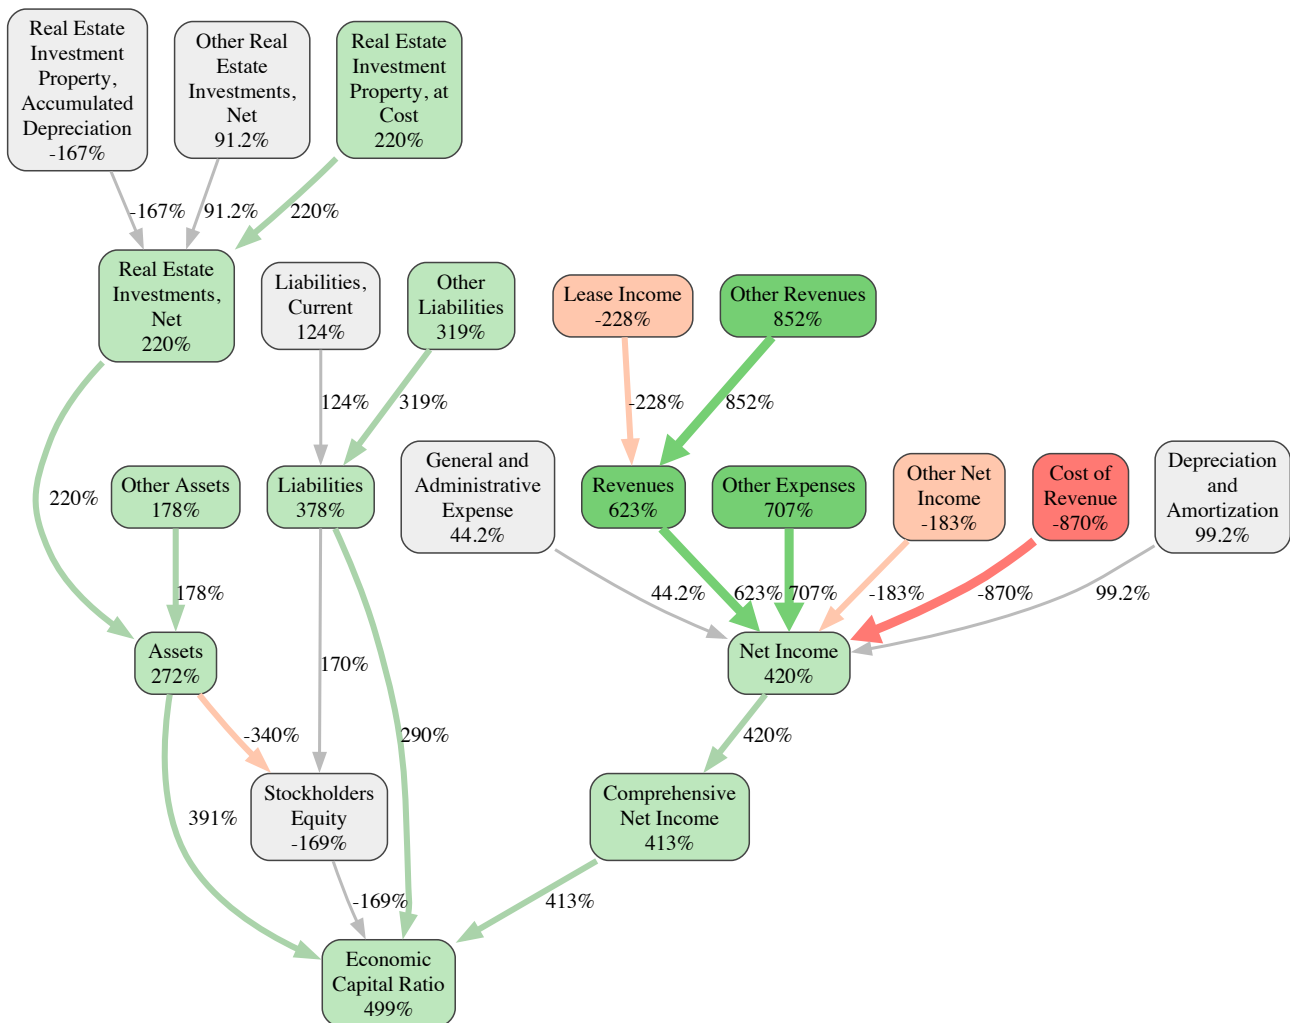 Real Estate
Investment
Property,
Accumulated
Depreciation
-167%
Other Real
Estate
Investments,
Net
91.2%
Real Estate
Investment
Property, at
Cost
220%
-167%
91.2%
220%
Real Estate
Investments,
Net
220%
Liabilities,
Current
124%
Other
Liabilities
319%
Lease Income
-228%
Other Revenues
852%
124%
319%
-228%
852%
220%
Other Assets
178%
Liabilities
378%
General and
Administrative
Expense
44.2%
Revenues
623%
Other Expenses
707%
Other Net
Income
-183%
Cost of
Revenue
-870%
Depreciation
and
Amortization
99.2%
178%
44.2%
623%
707%
-183%
-870%
99.2%
Assets
272%
170%
Net Income
420%
-340%
290%
420%
391%
Stockholders
Equity
-169%
Comprehensive
Net Income
413%
-169%
413%
Economic
Capital Ratio
499%